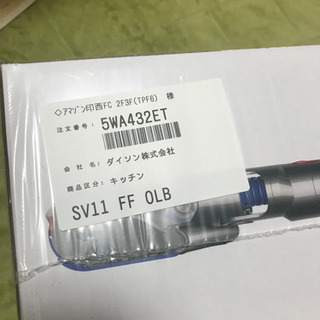 ◇アマゾン印西FC 2F3F(TPF6) 様
注文番号: 5WA432ET
会 社 名: ダイソン株式会社
商品区分: キッチン
SV11 FF OLB